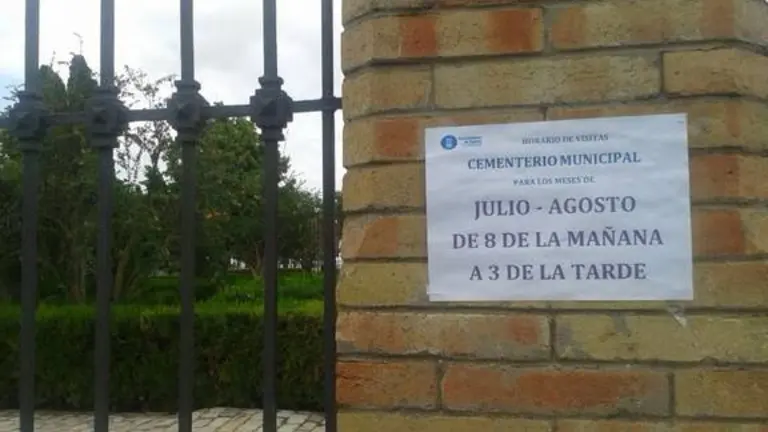 HORARIO DE VISITAS
CEMENTERIO MUNICIPAL
PARA LOS MESES DE
JULIO - AGOSTO
DE 8 DE LA MAÑANA
A 3 DE LA TARDE